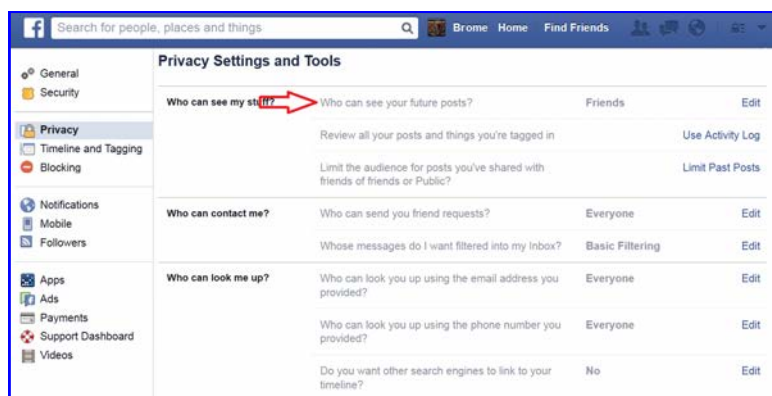 f Search for people, places and things Brome Home Find Friends
Privacy Settings and Tools
General
Security
Privacy
Timeline and Tagging
Blocking
Notifications
Mobile
Followers
Apps
Ads
Payments
Support Dashboard
Videos
Who can see my stuff? Who can see your future posts? Friends Edit
Review all your posts and things you're tagged in Use Activity Log
Limit the audience for posts you've shared with Limit Past Posts
friends of friends or Public?
Who can contact me? Who can send you friend requests? Everyone Edit
Whose messages do I want filtered into my Inbox? Basic Filtering Edit
Who can look me up? Who can look you up using the email address you Everyone Edit
provided?
Who can look you up using the phone number you Everyone Edit
provided?
Do you want other search engines to link to your No Edit
timeline?